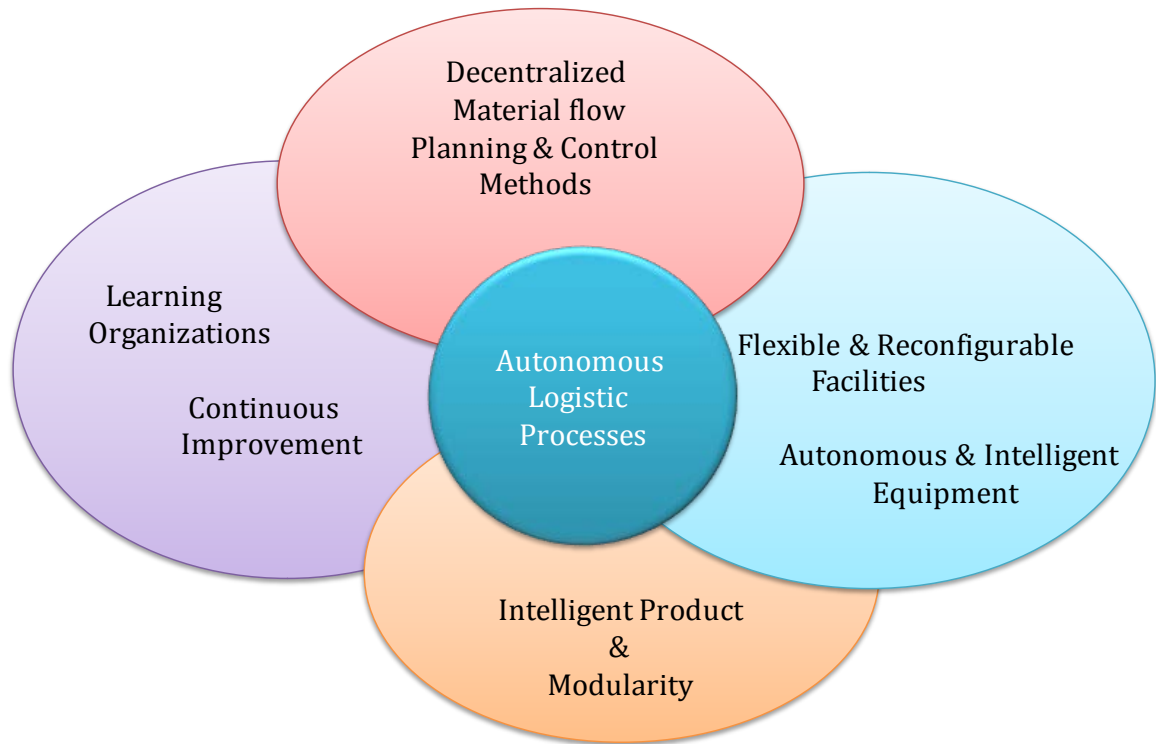 Decentralized
Material flow
Planning & Control
Methods
Learning
Organizations
Continuous
Improvement
Autonomous
Logistic
Processes
Flexible & Reconfigurable
Facilities
Autonomous & Intelligent
Equipment
Intelligent Product
&
Modularity